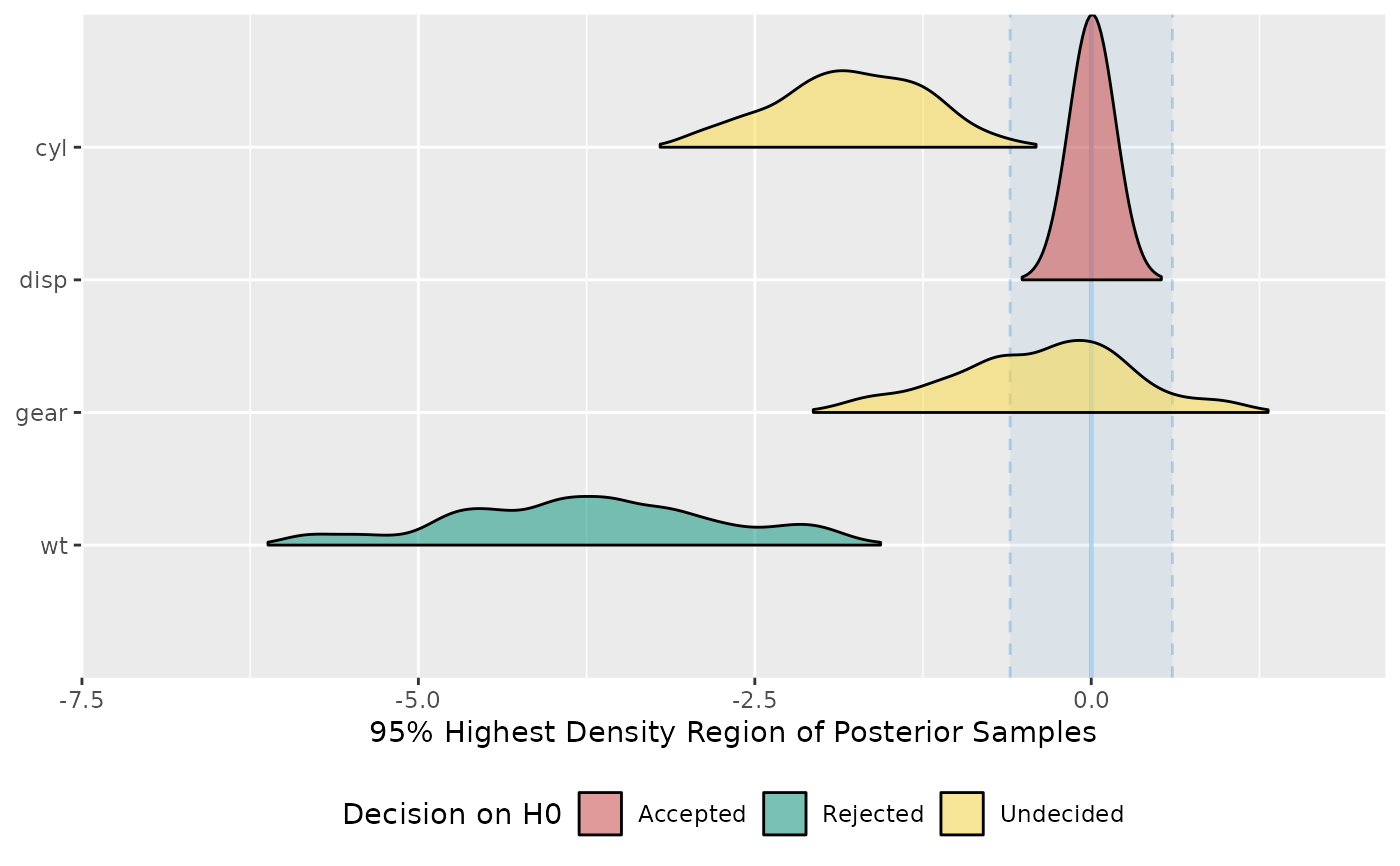 cyl
disp
gear
wt
-7.5 -5.0 -2.5 0.0
95% Highest Density Region of Posterior Samples
Decision on H0 Accepted Rejected Undecided